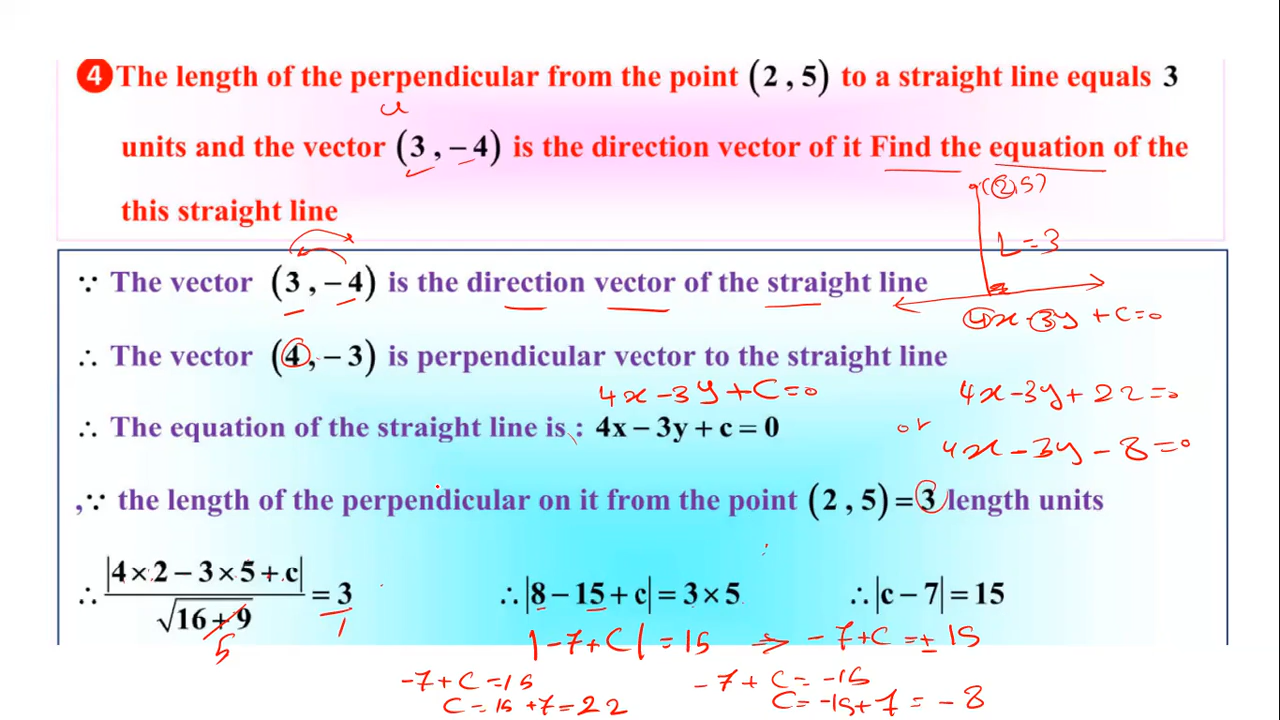 4 The length of the perpendicular from the point (2 , 5) to a straight line equals 3
u
units and the vector (3 , – 4) is the direction vector of it Find the equation of the
(2,5)
this straight line
L=3
∵ The vector (3 , – 4) is the direction vector of the straight line
4x-3y+C=0
∴ The vector (4 , – 3) is perpendicular vector to the straight line
4x-3y+C=0
4x-3y+22=0
∴ The equation of the straight line is : 4x – 3y + c = 0
or
4x-3y-8=0
,∵ the length of the perpendicular on it from the point (2 , 5) = 3 length units
∴ |4 × 2 – 3 × 5 + c| / √16 + 9 = 3 ∴ |8 – 15 + c| = 3 × 5 ∴ |c – 7| = 15
5 1
|-7+C|=15 ⇒ -7+C=±15
-7+C=15 -7+C=-15
C=15+7=22 C=-15+7=-8